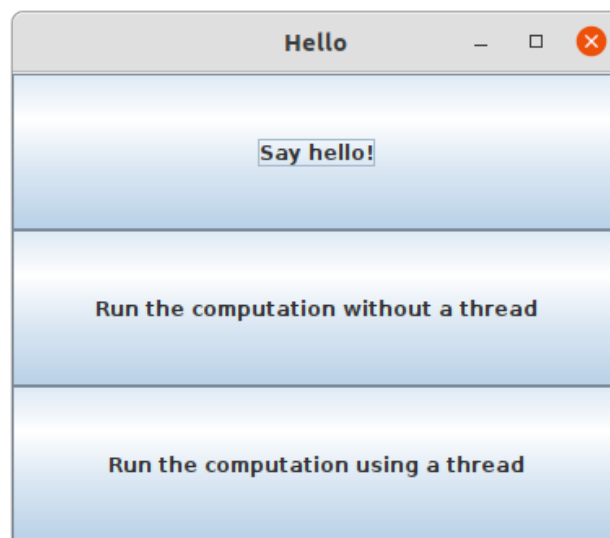 Hello
Say hello!
Run the computation without a thread
Run the computation using a thread